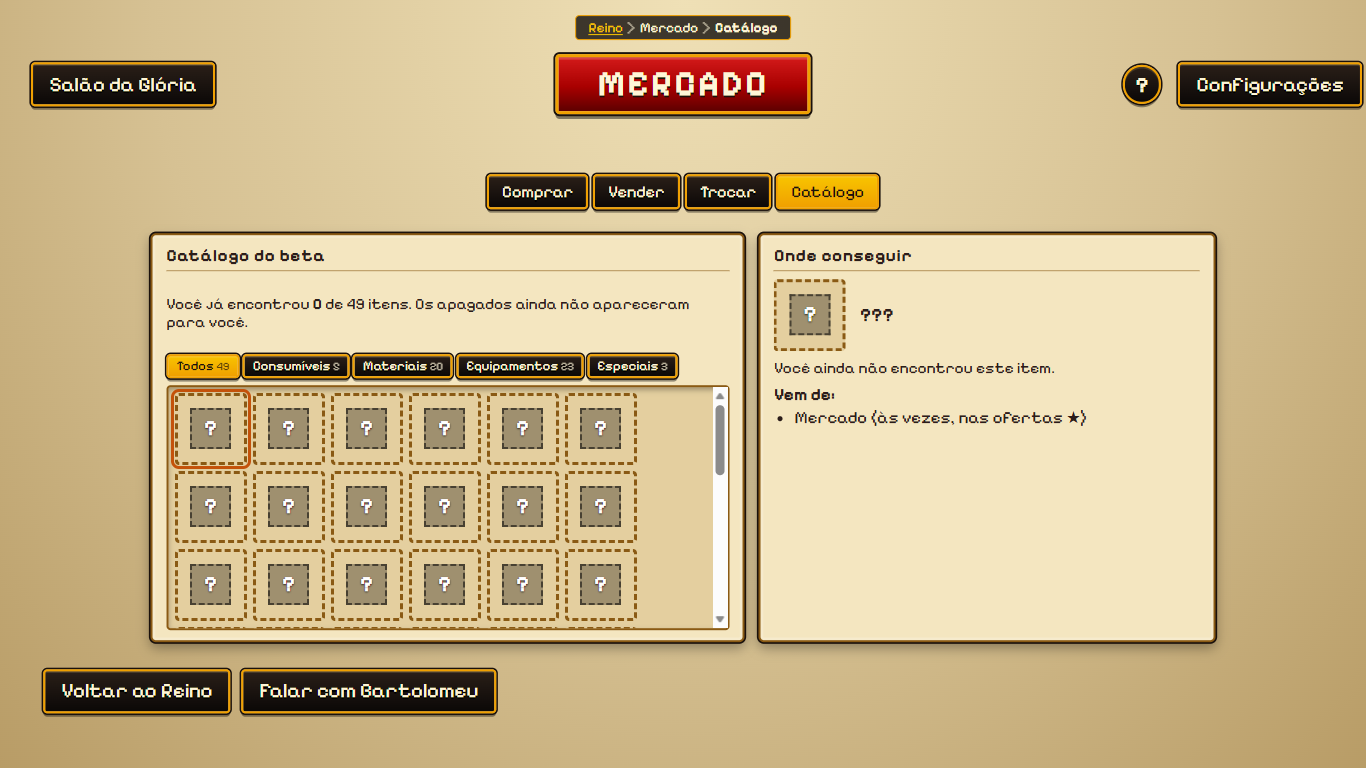 Reino > Mercado > Catálogo
Salão da Glória
MERCADO
?
Configurações
Comprar
Vender
Trocar
Catálogo
Catálogo do beta
Você já encontrou 0 de 49 itens. Os apagados ainda não apareceram
para você.
Todos 49
Consumíveis
Materiais 20
Equipamentos 23
Especiais 3
? ? ? ? ? ?
? ? ? ? ? ?
? ? ? ? ? ?
Onde conseguir
?
???
Você ainda não encontrou este item.
Vem de:
• Mercado (às vezes, nas ofertas ★)
Voltar ao Reino
Falar com Bartolomeu